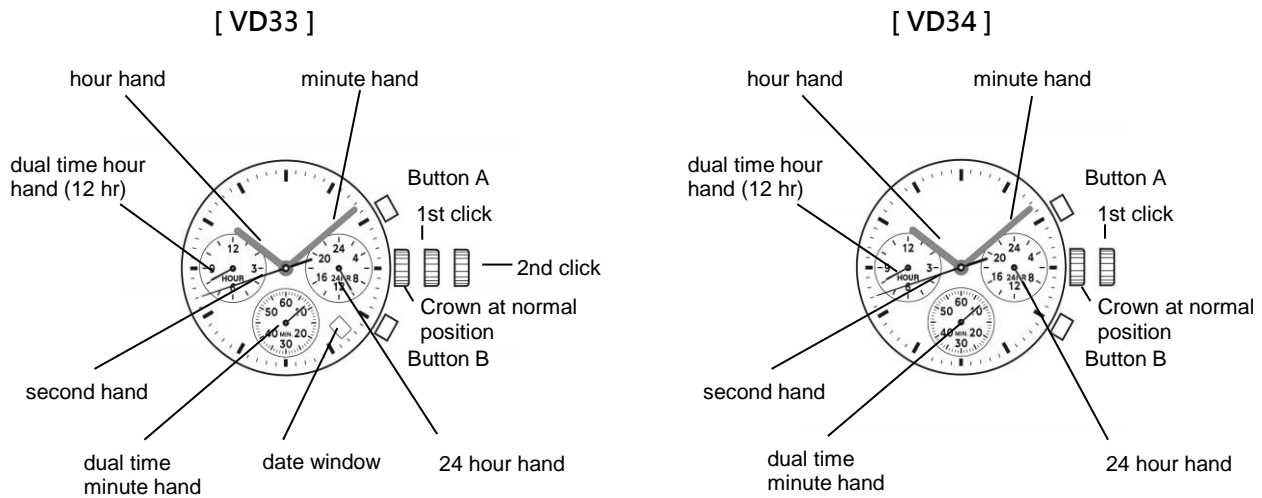 [ VD33 ]
hour hand
minute hand
dual time hour
hand (12 hr)
Button A
1st click
2nd click
Crown at normal
position
Button B
second hand
dual time
minute hand
date window
24 hour hand
12
9
3
HOUR
6
24
20
4
16
24HR
8
12
60
50
10
40
MIN.
20
30
[ VD34 ]
hour hand
minute hand
dual time hour
hand (12 hr)
Button A
1st click
Crown at normal
position
Button B
second hand
dual time
minute hand
24 hour hand
12
9
3
HOUR
6
24
20
4
16
24HR
8
12
60
50
10
40
MIN.
20
30